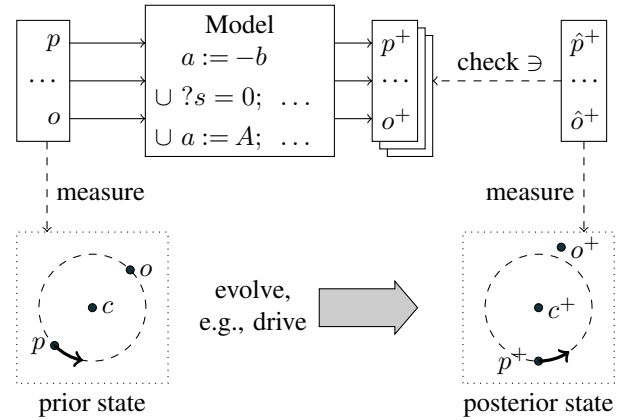 Model
p
a := −b
p⁺
p̂⁺
check ∋
...
∪ ?s = 0; ...
...
...
o
∪ a := A; ...
o⁺
ô⁺
measure
measure
o
o⁺
evolve,
c
c⁺
e.g., drive
p
p⁺
prior state
posterior state